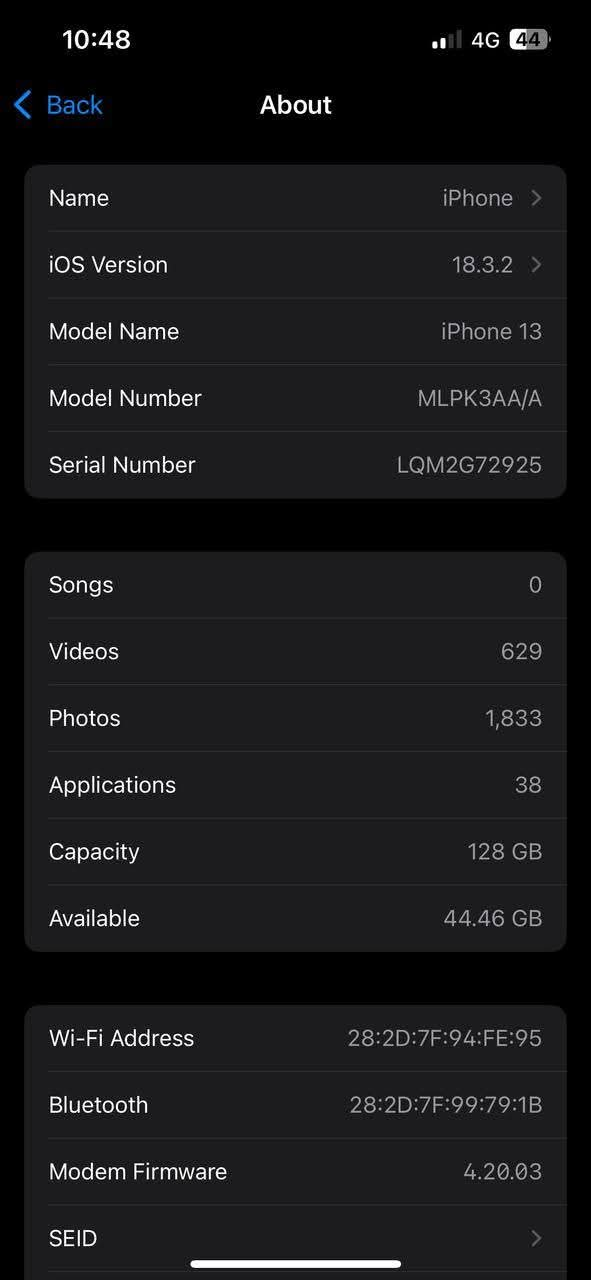 10:48 4G 44
Back About
Name iPhone
iOS Version 18.3.2
Model Name iPhone 13
Model Number MLPK3AA/A
Serial Number LQM2G72925
Songs 0
Videos 629
Photos 1,833
Applications 38
Capacity 128 GB
Available 44.46 GB
Wi-Fi Address 28:2D:7F:94:FE:95
Bluetooth 28:2D:7F:99:79:1B
Modem Firmware 4.20.03
SEID